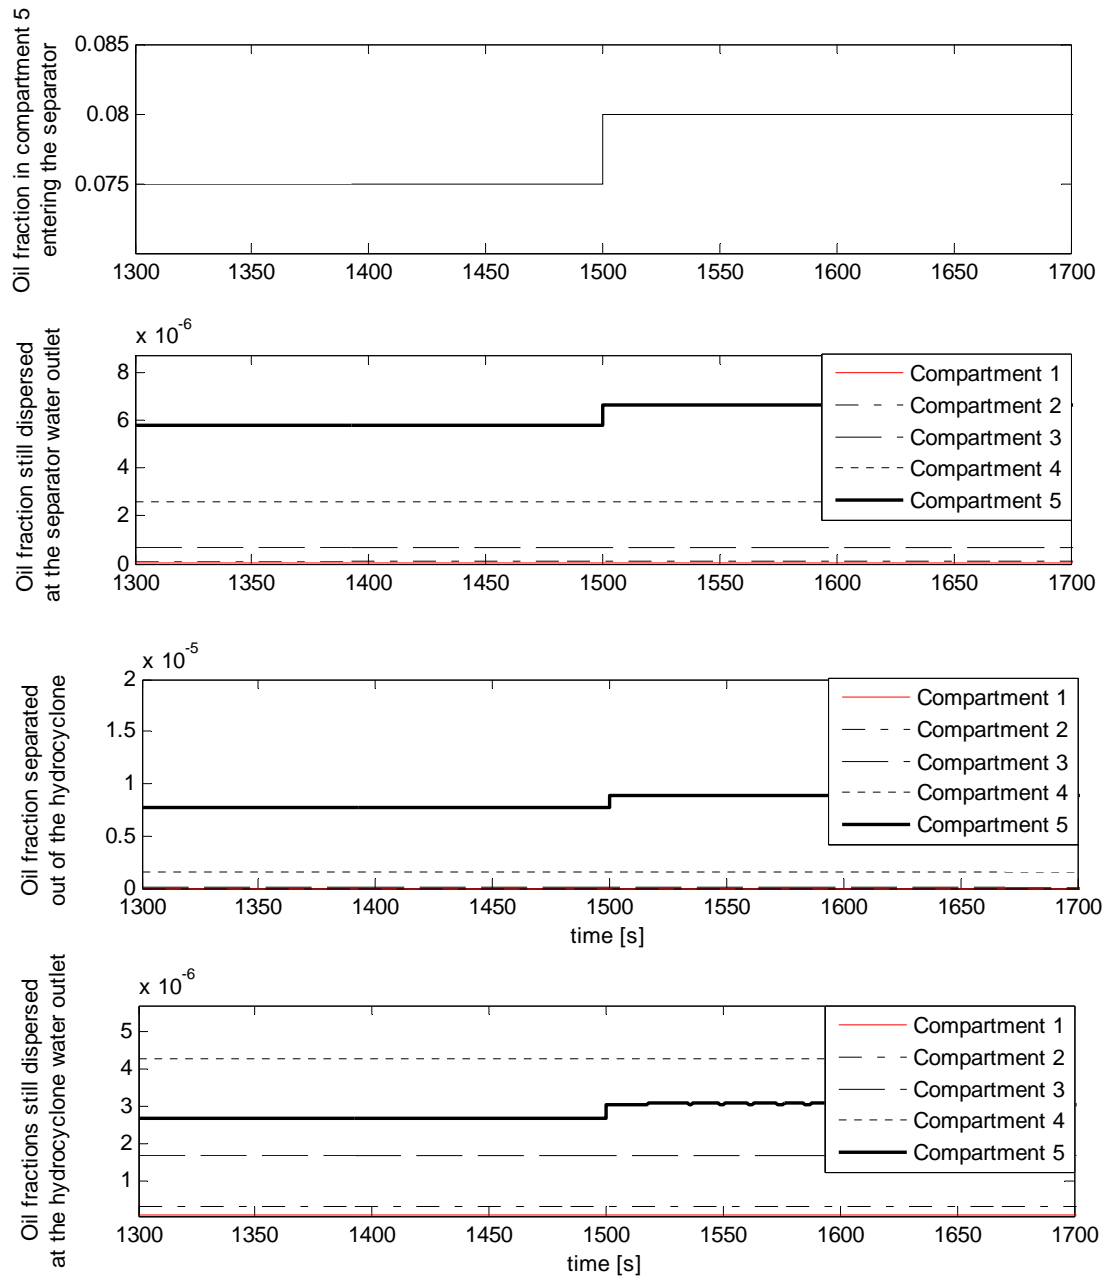 Oil fraction in compartment 5
entering the separator
0.085
0.08
0.075
1300 1350 1400 1450 1500 1550 1600 1650 1700
Oil fraction still dispersed
at the separator water outlet
x 10-6
8
6
4
2
0
Compartment 1
Compartment 2
Compartment 3
Compartment 4
Compartment 5
1300 1350 1400 1450 1500 1550 1600 1650 1700
Oil fraction separated
out of the hydrocyclone
x 10-5
2
1.5
1
0.5
0
Compartment 1
Compartment 2
Compartment 3
Compartment 4
Compartment 5
1300 1350 1400 1450 1500 1550 1600 1650 1700
time [s]
Oil fractions still dispersed
at the hydrocyclone water outlet
x 10-6
5
4
3
2
1
Compartment 1
Compartment 2
Compartment 3
Compartment 4
Compartment 5
1300 1350 1400 1450 1500 1550 1600 1650 1700
time [s]